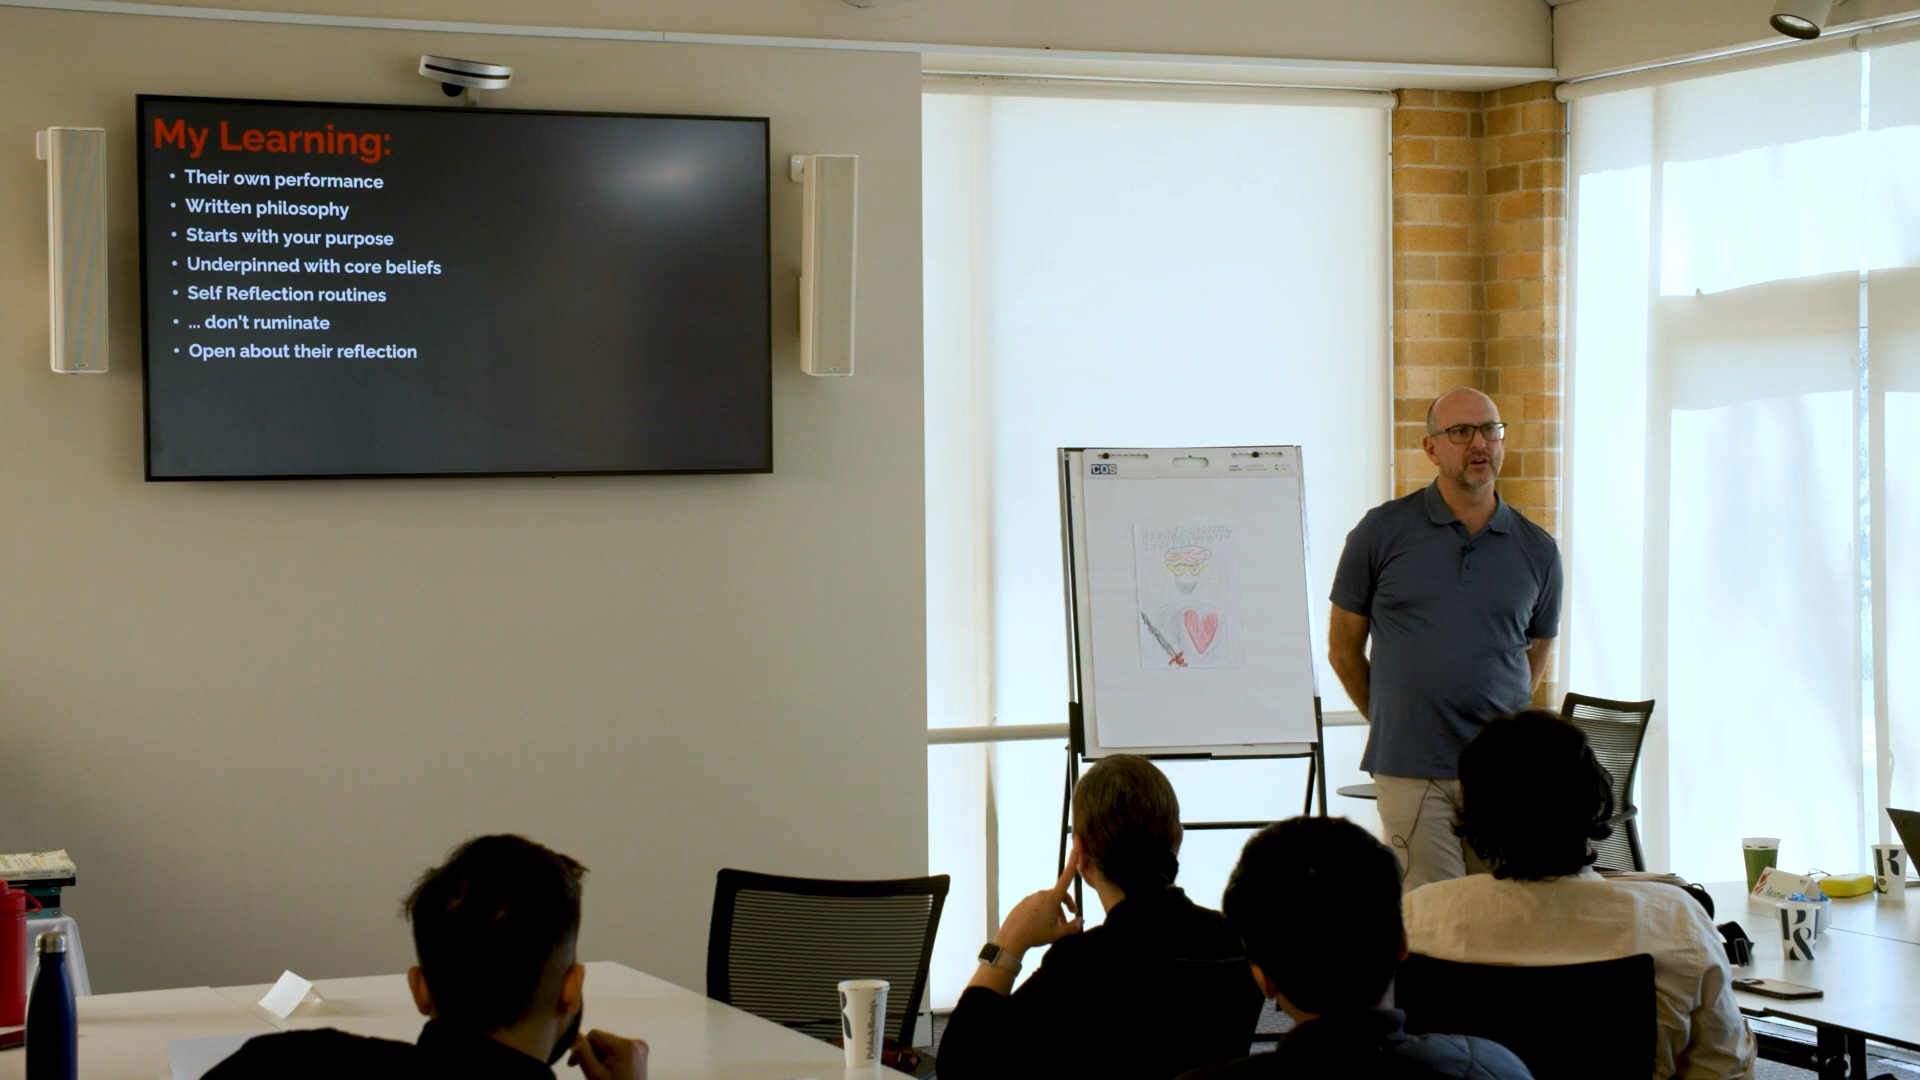 My Learning:
• Their own performance
• Written philosophy
• Starts with your purpose
• Underpinned with core beliefs
• Self Reflection routines
• ... don't ruminate
• Open about their reflection
COS